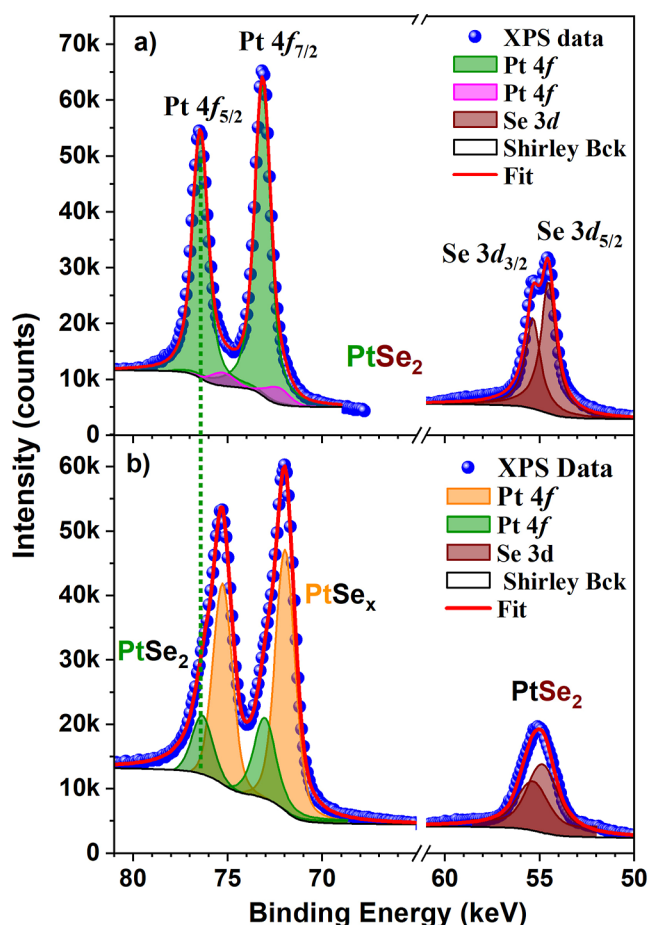 a)
Pt 4f7/2
Pt 4f5/2
XPS data
Pt 4f
Pt 4f
Se 3d
Shirley Bck
Fit
Se 3d5/2
Se 3d3/2
PtSe2
70k
60k
50k
40k
30k
20k
10k
0
b)
XPS Data
Pt 4f
Pt 4f
Se 3d
Shirley Bck
Fit
PtSex
PtSe2
PtSe2
60k
50k
40k
30k
20k
10k
0
80 75 70 60 55 50
Intensity (counts)
Binding Energy (keV)